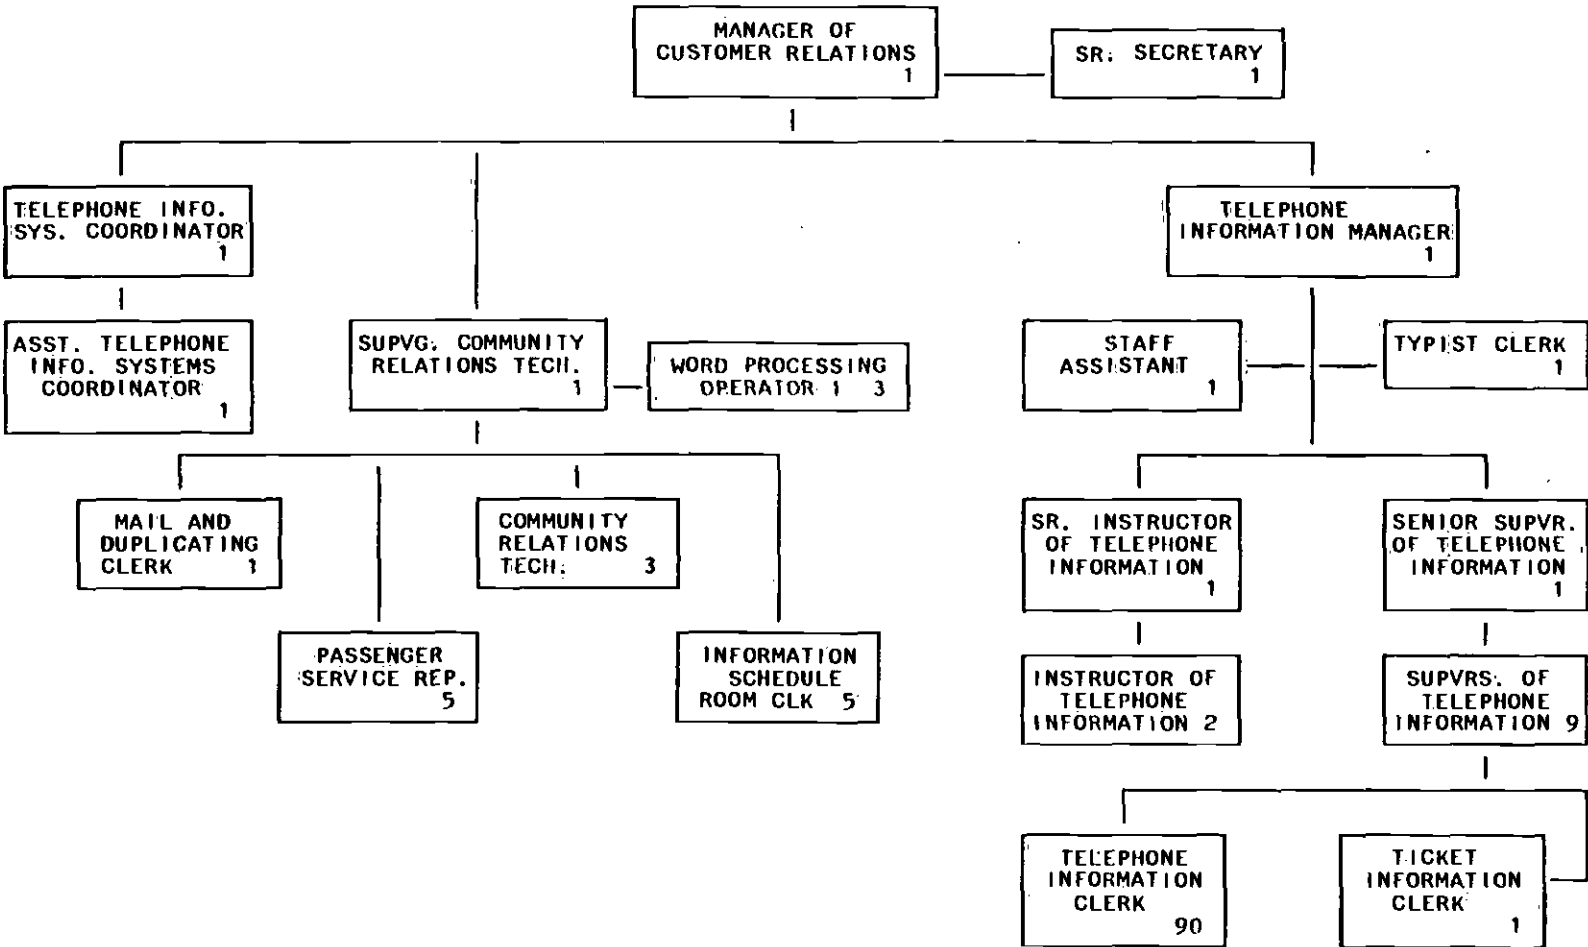 MANAGER OF
CUSTOMER RELATIONS
1
SR. SECRETARY
1
TELEPHONE INFO.
SYS. COORDINATOR
1
TELEPHONE
INFORMATION MANAGER
1
ASST. TELEPHONE
INFO. SYSTEMS
COORDINATOR
1
SUPVG. COMMUNITY
RELATIONS TECH.
1
WORD PROCESSING
OPERATOR 1 3
STAFF
ASSISTANT
1
TYPIST CLERK
1
MAIL AND
DUPLICATING
CLERK 1
COMMUNITY
RELATIONS
TECH. 3
SR. INSTRUCTOR
OF TELEPHONE
INFORMATION
1
SENIOR SUPVR.
OF TELEPHONE
INFORMATION
1
PASSENGER
SERVICE REP.
5
INFORMATION
SCHEDULE
ROOM CLK 5
INSTRUCTOR OF
TELEPHONE
INFORMATION 2
SUPVRS. OF
TELEPHONE
INFORMATION 9
TELEPHONE
INFORMATION
CLERK
90
TICKET
INFORMATION
CLERK
1